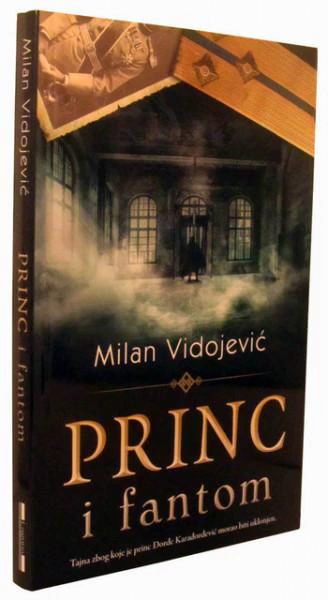 Milan Vidojević
PRINC
i fantom
Tajna zbog koje je princ Đorđe Karađorđević morao biti uklonjen.
Milan Vidojević
PRINC i fantom